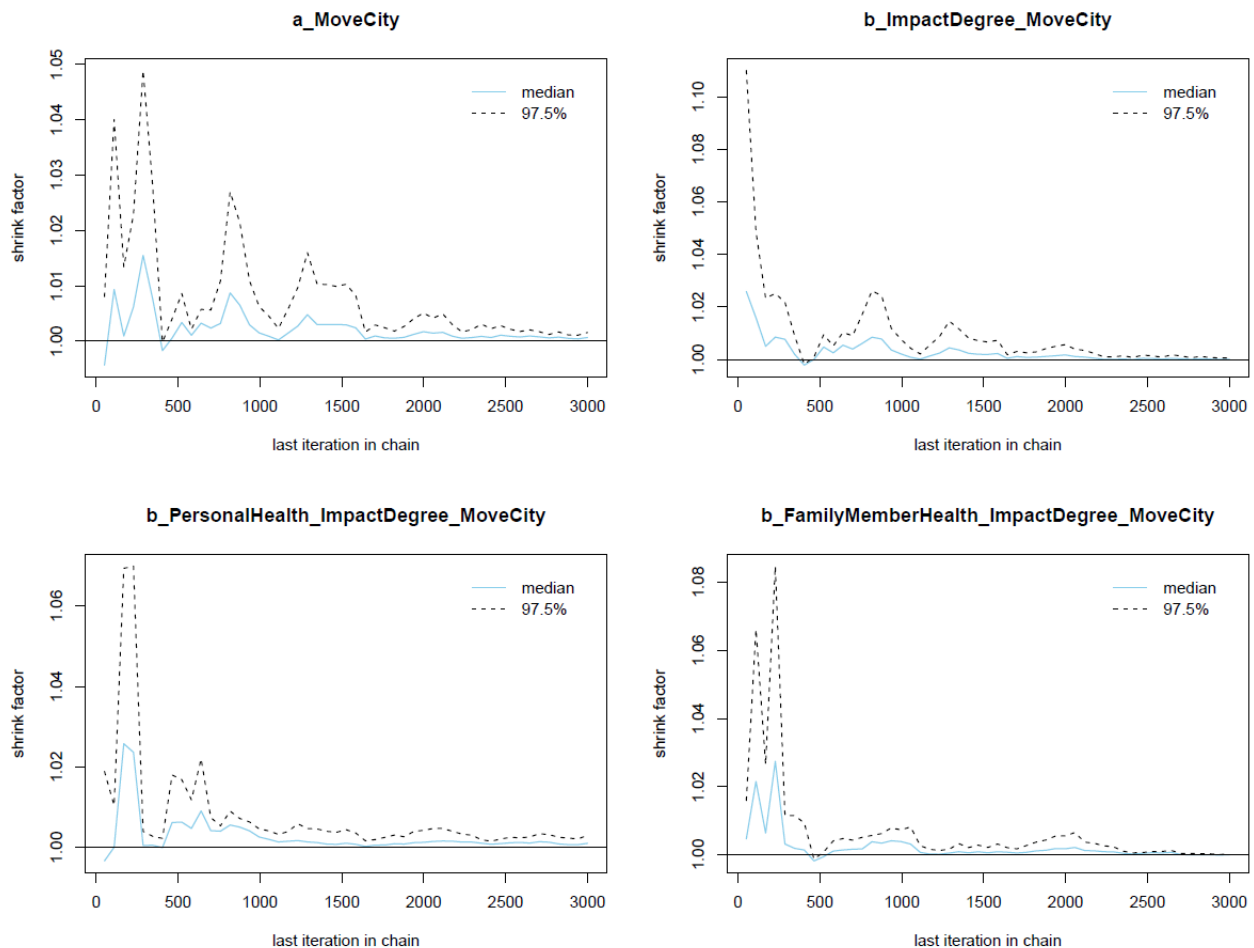 a_MoveCity
shrink factor
1.00 1.01 1.02 1.03 1.04 1.05
median
97.5%
0 500 1000 1500 2000 2500 3000
last iteration in chain
b_ImpactDegree_MoveCity
shrink factor
1.00 1.02 1.04 1.06 1.08 1.10
median
97.5%
0 500 1000 1500 2000 2500 3000
last iteration in chain
b_PersonalHealth_ImpactDegree_MoveCity
shrink factor
1.00 1.02 1.04 1.06
median
97.5%
0 500 1000 1500 2000 2500 3000
last iteration in chain
b_FamilyMemberHealth_ImpactDegree_MoveCity
shrink factor
1.00 1.02 1.04 1.06 1.08
median
97.5%
0 500 1000 1500 2000 2500 3000
last iteration in chain